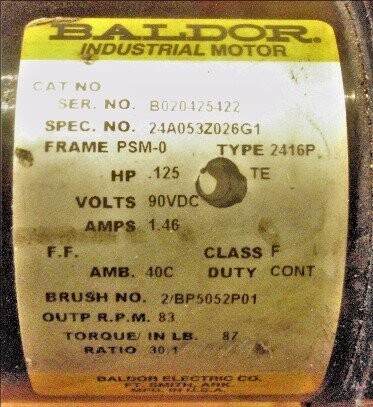 BALDOR®
INDUSTRIAL MOTOR
CAT NO
SER. NO. B020425422
SPEC. NO. 24A053Z026G1
FRAME PSM-0 TYPE 2416P
HP .125 TE
VOLTS 90VDC
AMPS 1.46
F.F. CLASS F
AMB. 40C DUTY CONT
BRUSH NO. 2/BP5052P01
OUTP R.P.M. 83
TORQUE/ IN LB. 87
RATIO 30:1
BALDOR ELECTRIC CO.
FT. SMITH, ARK.
MFG. IN U.S.A.